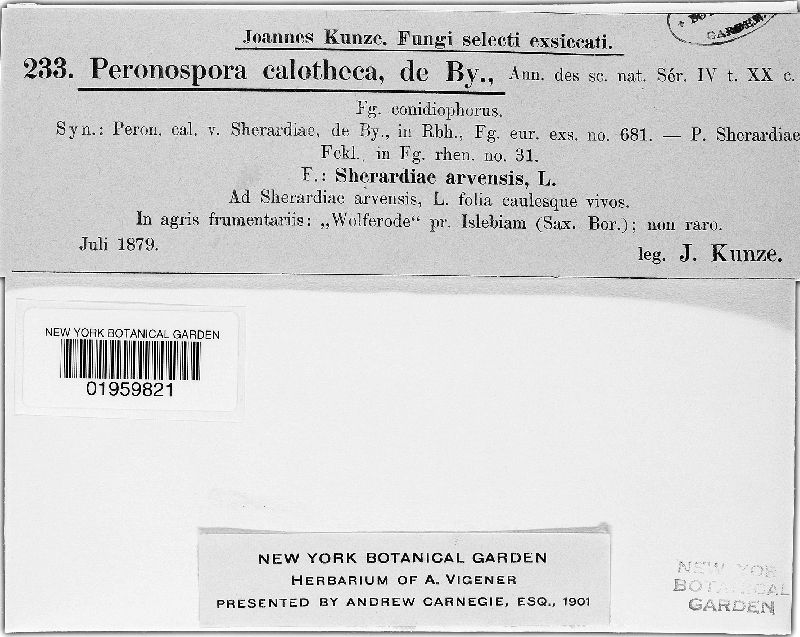 Joannes Kunze. Fungi selecti exsiccati.
GARDEN.
233. Peronospora calotheca, de By., Ann. des sc. nat. Sér. IV t. XX c.
Fg. conidiophorus.
Syn.: Peron. cal. v. Sherardiae, de By., in Rbh., Fg. eur. exs. no. 681. — P. Sherardiae
Fckl. in Fg. rhen. no. 31.
F.: Sherardiae arvensis, L.
Ad Sherardiae arvensis, L. folia caulesque vivos.
In agris frumentariis: „Wolferode“ pr. Islebiam (Sax. Bor.); non raro.
Juli 1879.
leg. J. Kunze.
NEW YORK BOTANICAL GARDEN
01959821
NEW YORK BOTANICAL GARDEN
HERBARIUM OF A. VIGENER
PRESENTED BY ANDREW CARNEGIE, ESQ., 1901
NEW YOR
BOTANICAL
GARDEN